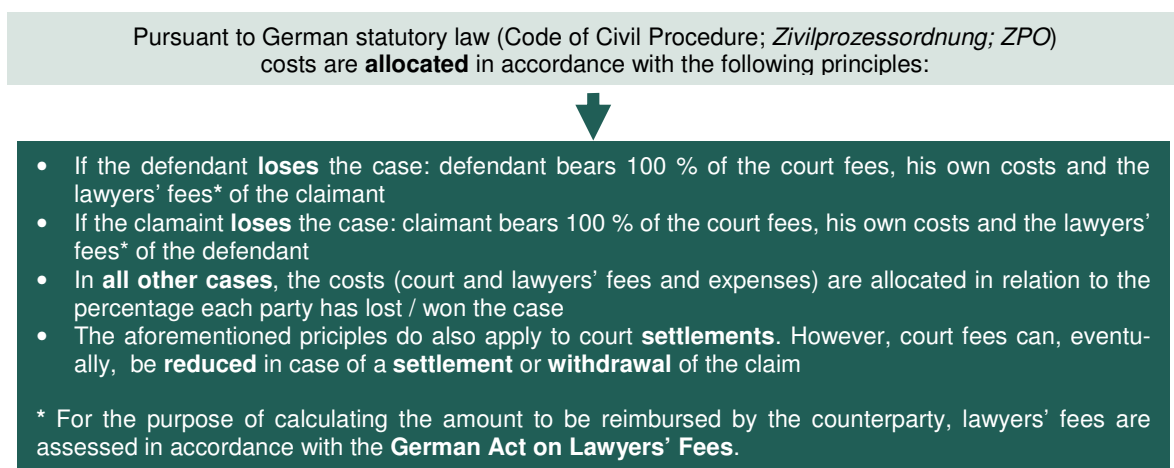 Pursuant to German statutory law (Code of Civil Procedure; Zivilprozessordnung; ZPO)
costs are allocated in accordance with the following principles:
• If the defendant loses the case: defendant bears 100 % of the court fees, his own costs and the
lawyers' fees* of the claimant
• If the clamaint loses the case: claimant bears 100 % of the court fees, his own costs and the lawyers'
fees* of the defendant
• In all other cases, the costs (court and lawyers' fees and expenses) are allocated in relation to the
percentage each party has lost / won the case
• The aforementioned priciples do also apply to court settlements. However, court fees can, eventu-
ally, be reduced in case of a settlement or withdrawal of the claim
* For the purpose of calculating the amount to be reimbursed by the counterparty, lawyers' fees are
assessed in accordance with the German Act on Lawyers' Fees.